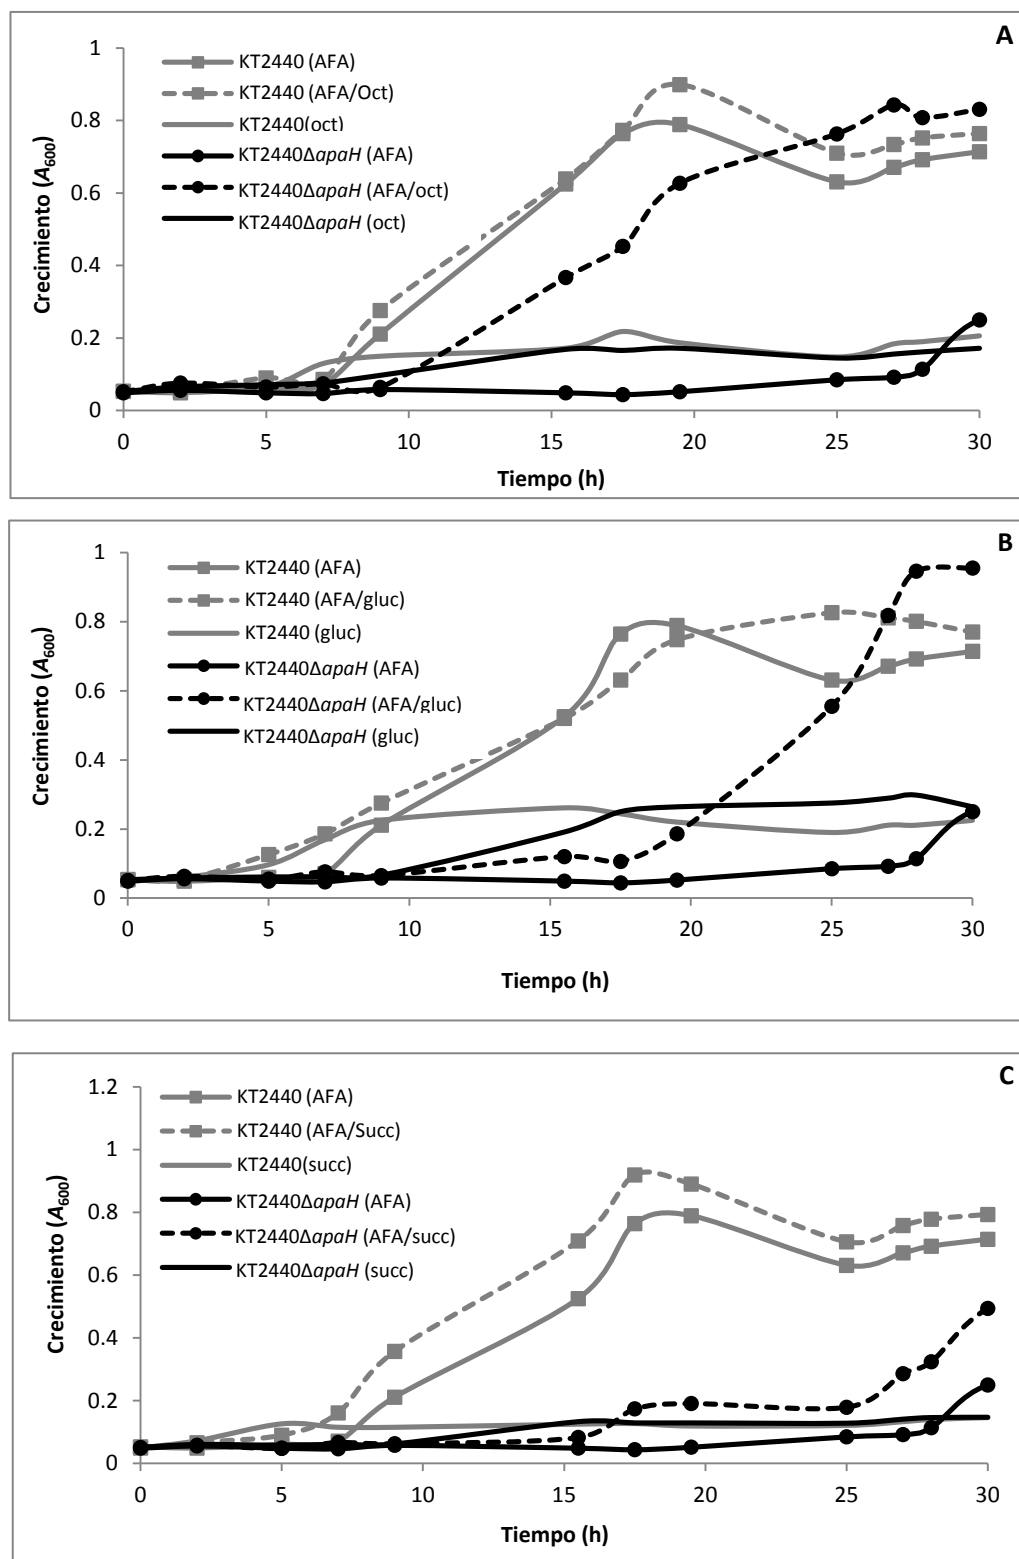 A
1
0.8
0.6
0.4
0.2
0
Crecimiento (A600)
KT2440 (AFA)
KT2440 (AFA/Oct)
KT2440(oct)
KT2440ΔapaH (AFA)
KT2440ΔapaH (AFA/oct)
KT2440ΔapaH (oct)
0 5 10 15 20 25 30
Tiempo (h)
B
1
0.8
0.6
0.4
0.2
0
Crecimiento (A600)
KT2440 (AFA)
KT2440 (AFA/gluc)
KT2440 (gluc)
KT2440ΔapaH (AFA)
KT2440ΔapaH (AFA/gluc)
KT2440ΔapaH (gluc)
0 5 10 15 20 25 30
Tiempo (h)
C
1.2
1
0.8
0.6
0.4
0.2
0
Crecimiento (A600)
KT2440 (AFA)
KT2440 (AFA/Succ)
KT2440(succ)
KT2440ΔapaH (AFA)
KT2440ΔapaH (AFA/succ)
KT2440ΔapaH (succ)
0 5 10 15 20 25 30
Tiempo (h)